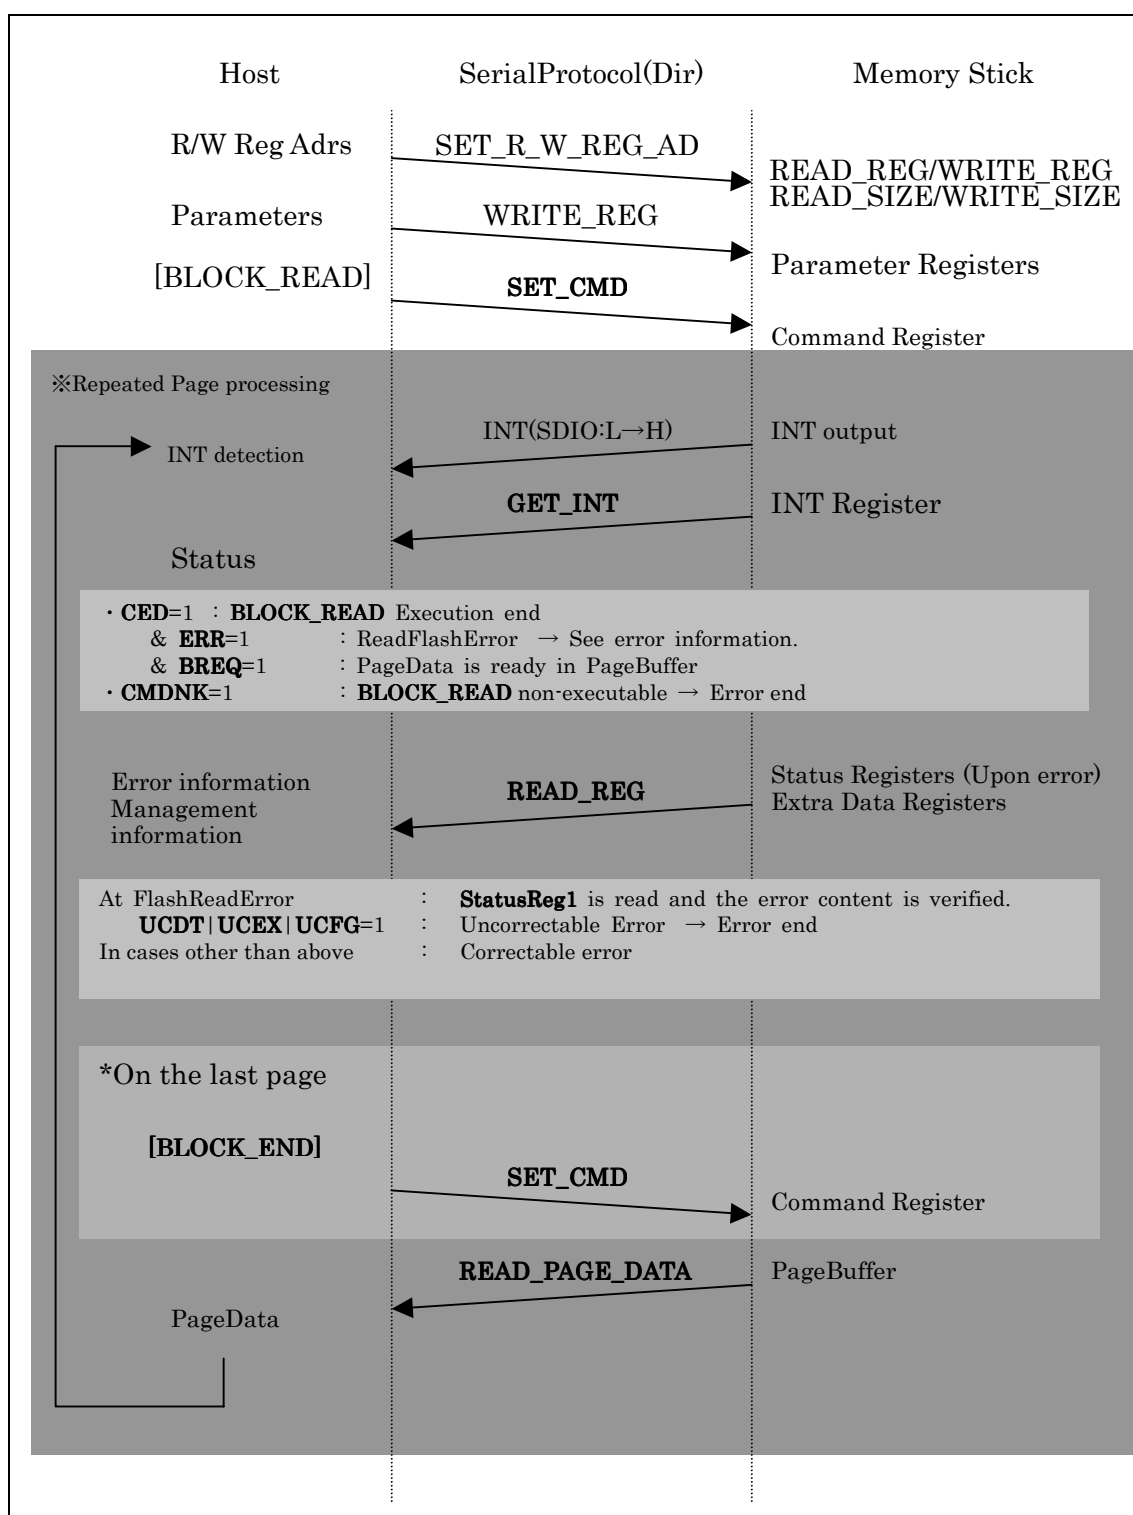 Host SerialProtocol(Dir) Memory Stick
R/W Reg Adrs SET_R_W_REG_AD
READ_REG/WRITE_REG
READ_SIZE/WRITE_SIZE
Parameters WRITE_REG
Parameter Registers
[BLOCK_READ] SET_CMD
Command Register
※Repeated Page processing
INT(SDIO:L→H) INT output
INT detection
GET_INT INT Register
Status
・CED=1 : BLOCK_READ Execution end
& ERR=1 : ReadFlashError → See error information.
& BREQ=1 : PageData is ready in PageBuffer
・CMDNK=1 : BLOCK_READ non-executable → Error end
Error information
Management
information
READ_REG
Status Registers (Upon error)
Extra Data Registers
At FlashReadError : StatusReg1 is read and the error content is verified.
UCDT|UCEX|UCFG=1 : Uncorrectable Error → Error end
In cases other than above : Correctable error
*On the last page
[BLOCK_END]
SET_CMD
Command Register
READ_PAGE_DATA PageBuffer
PageData